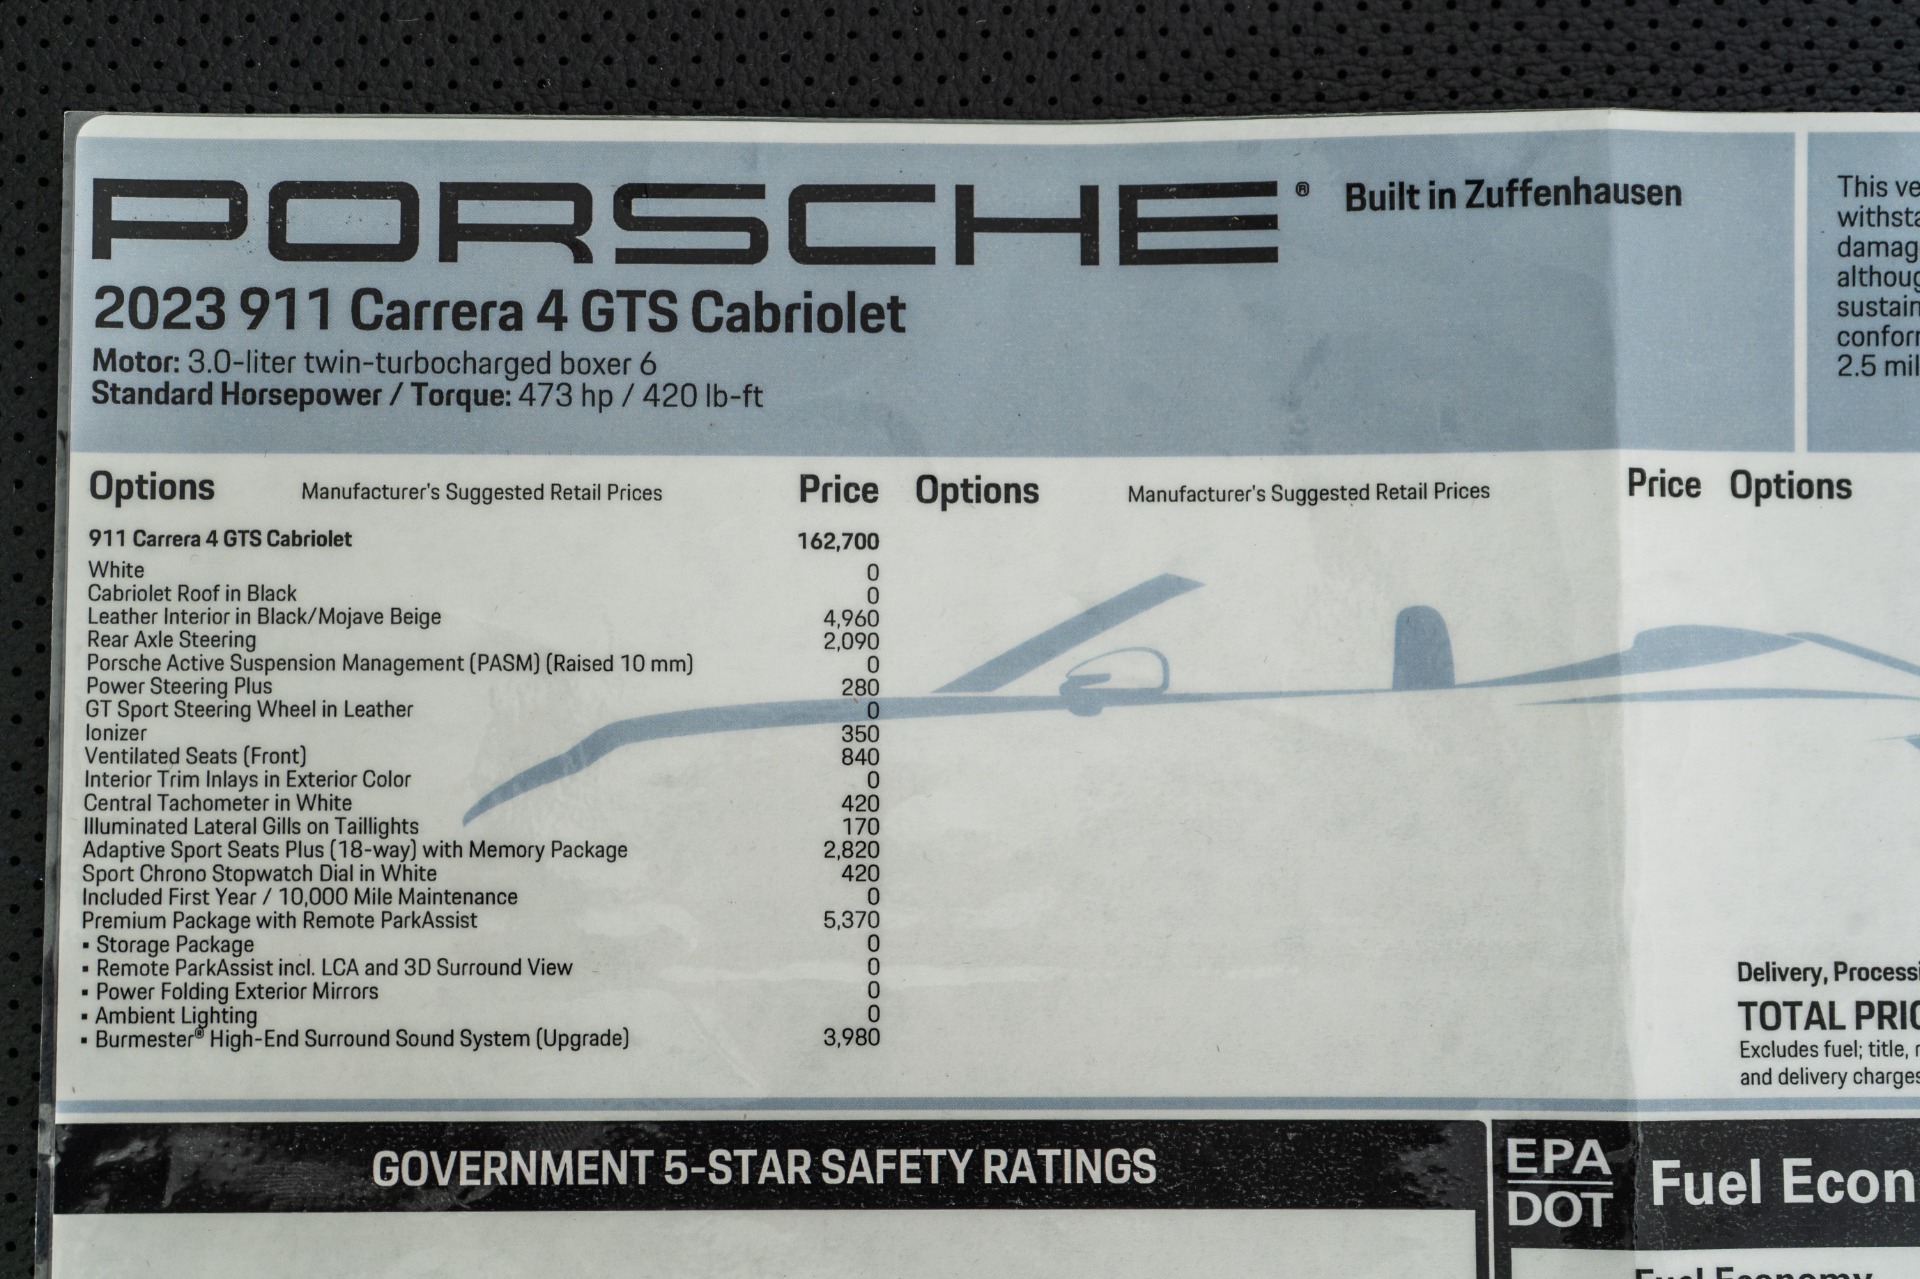 PORSCHE® Built in Zuffenhausen
2023 911 Carrera 4 GTS Cabriolet
Motor: 3.0-liter twin-turbocharged boxer 6
Standard Horsepower / Torque: 473 hp / 420 lb-ft
This ve
withsta
damag
althoug
sustain
conform
2.5 mil
Options Manufacturer's Suggested Retail Prices Price Options Manufacturer's Suggested Retail Prices Price Options
911 Carrera 4 GTS Cabriolet 162,700
White 0
Cabriolet Roof in Black 0
Leather Interior in Black/Mojave Beige 4,960
Rear Axle Steering 2,090
Porsche Active Suspension Management (PASM) (Raised 10 mm) 0
Power Steering Plus 280
GT Sport Steering Wheel in Leather 0
Ionizer 350
Ventilated Seats (Front) 840
Interior Trim Inlays in Exterior Color 0
Central Tachometer in White 420
Illuminated Lateral Gills on Taillights 170
Adaptive Sport Seats Plus (18-way) with Memory Package 2,820
Sport Chrono Stopwatch Dial in White 420
Included First Year / 10,000 Mile Maintenance 0
Premium Package with Remote ParkAssist 5,370
▪ Storage Package 0
▪ Remote ParkAssist incl. LCA and 3D Surround View 0
▪ Power Folding Exterior Mirrors 0
▪ Ambient Lighting 0
▪ Burmester® High-End Surround Sound System (Upgrade) 3,980
Delivery, Processi
TOTAL PRIC
Excludes fuel; title, r
and delivery charges
GOVERNMENT 5-STAR SAFETY RATINGS
EPA
DOT
Fuel Econ
Fuel Economy